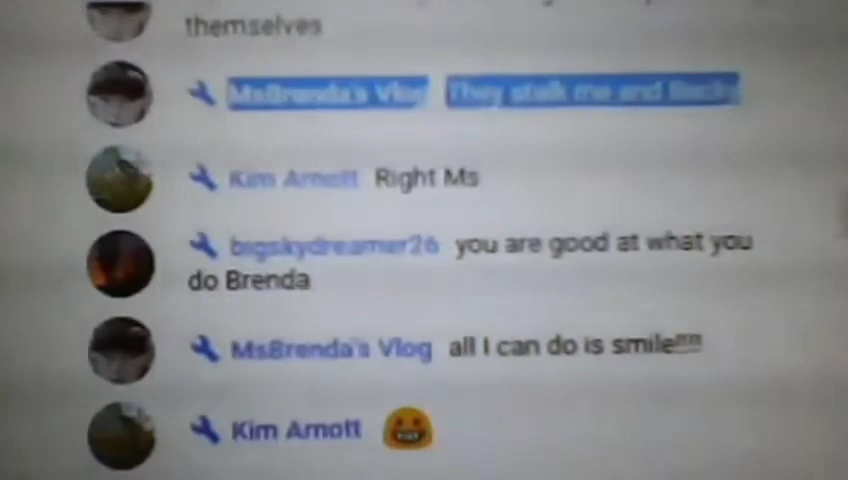 themselves
MsBrenda's Vlog They stalk me and Becky
Kim Arnott Right Ms
bigskydreamer26 you are good at what you
do Brenda
MsBrenda's Vlog all I can do is smile!!!!
Kim Arnott